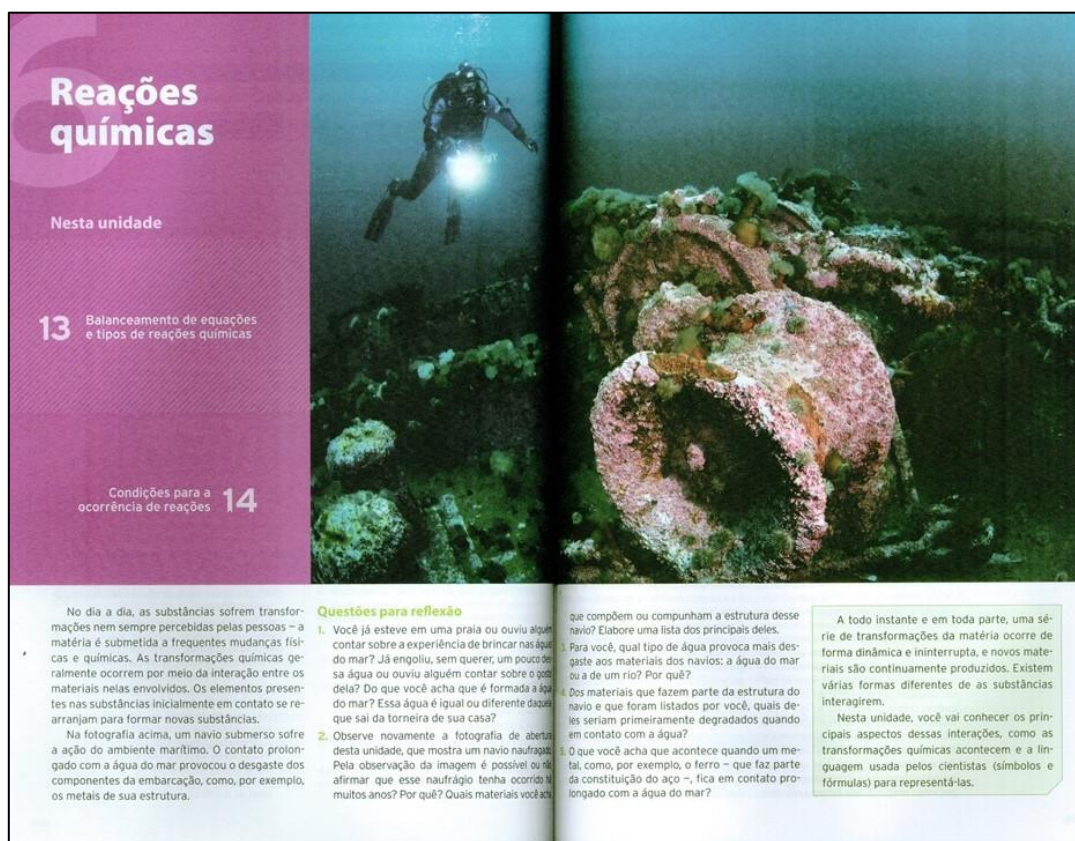 6
Reações
químicas
Nesta unidade
13 Balanceamento de equações
e tipos de reações químicas
Condições para a
ocorrência de reações 14
No dia a dia, as substâncias sofrem transfor-
mações nem sempre percebidas pelas pessoas – a
matéria é submetida a frequentes mudanças físi-
cas e químicas. As transformações químicas ge-
ralmente ocorrem por meio da interação entre os
materiais nelas envolvidos. Os elementos presen-
tes nas substâncias inicialmente em contato se re-
arranjam para formar novas substâncias.
Na fotografia acima, um navio submerso sofre
a ação do ambiente marítimo. O contato prolon-
gado com a água do mar provocou o desgaste dos
componentes da embarcação, como, por exemplo,
os metais de sua estrutura.
Questões para reflexão
1. Você já esteve em uma praia ou ouviu alguém
contar sobre a experiência de brincar nas água
do mar? Já engoliu, sem querer, um pouco des
sa água ou ouviu alguém contar sobre o gosto
dela? Do que você acha que é formada a água
do mar? Essa água é igual ou diferente daquela
que sai da torneira de sua casa?
2. Observe novamente a fotografia de abertura
desta unidade, que mostra um navio naufragado.
Pela observação da imagem é possível ou não
afirmar que esse naufrágio tenha ocorrido há
muitos anos? Por quê? Quais materiais você acha
que compõem ou compunham a estrutura desse
navio? Elabore uma lista dos principais deles.
3. Para você, qual tipo de água provoca mais des-
gaste aos materiais dos navios: a água do mar
ou a de um rio? Por quê?
4. Dos materiais que fazem parte da estrutura do
navio e que foram listados por você, quais de-
les seriam primeiramente degradados quando
em contato com a água?
5. O que você acha que acontece quando um me-
tal, como, por exemplo, o ferro – que faz parte
da constituição do aço –, fica em contato pro-
longado com a água do mar?
A todo instante e em toda parte, uma sé-
rie de transformações da matéria ocorre de
forma dinâmica e ininterrupta, e novos mate-
riais são continuamente produzidos. Existem
várias formas diferentes de as substâncias
interagirem.
Nesta unidade, você vai conhecer os prin-
cipais aspectos dessas interações, como as
transformações químicas acontecem e a lin-
guagem usada pelos cientistas (símbolos e
fórmulas) para representá-las.